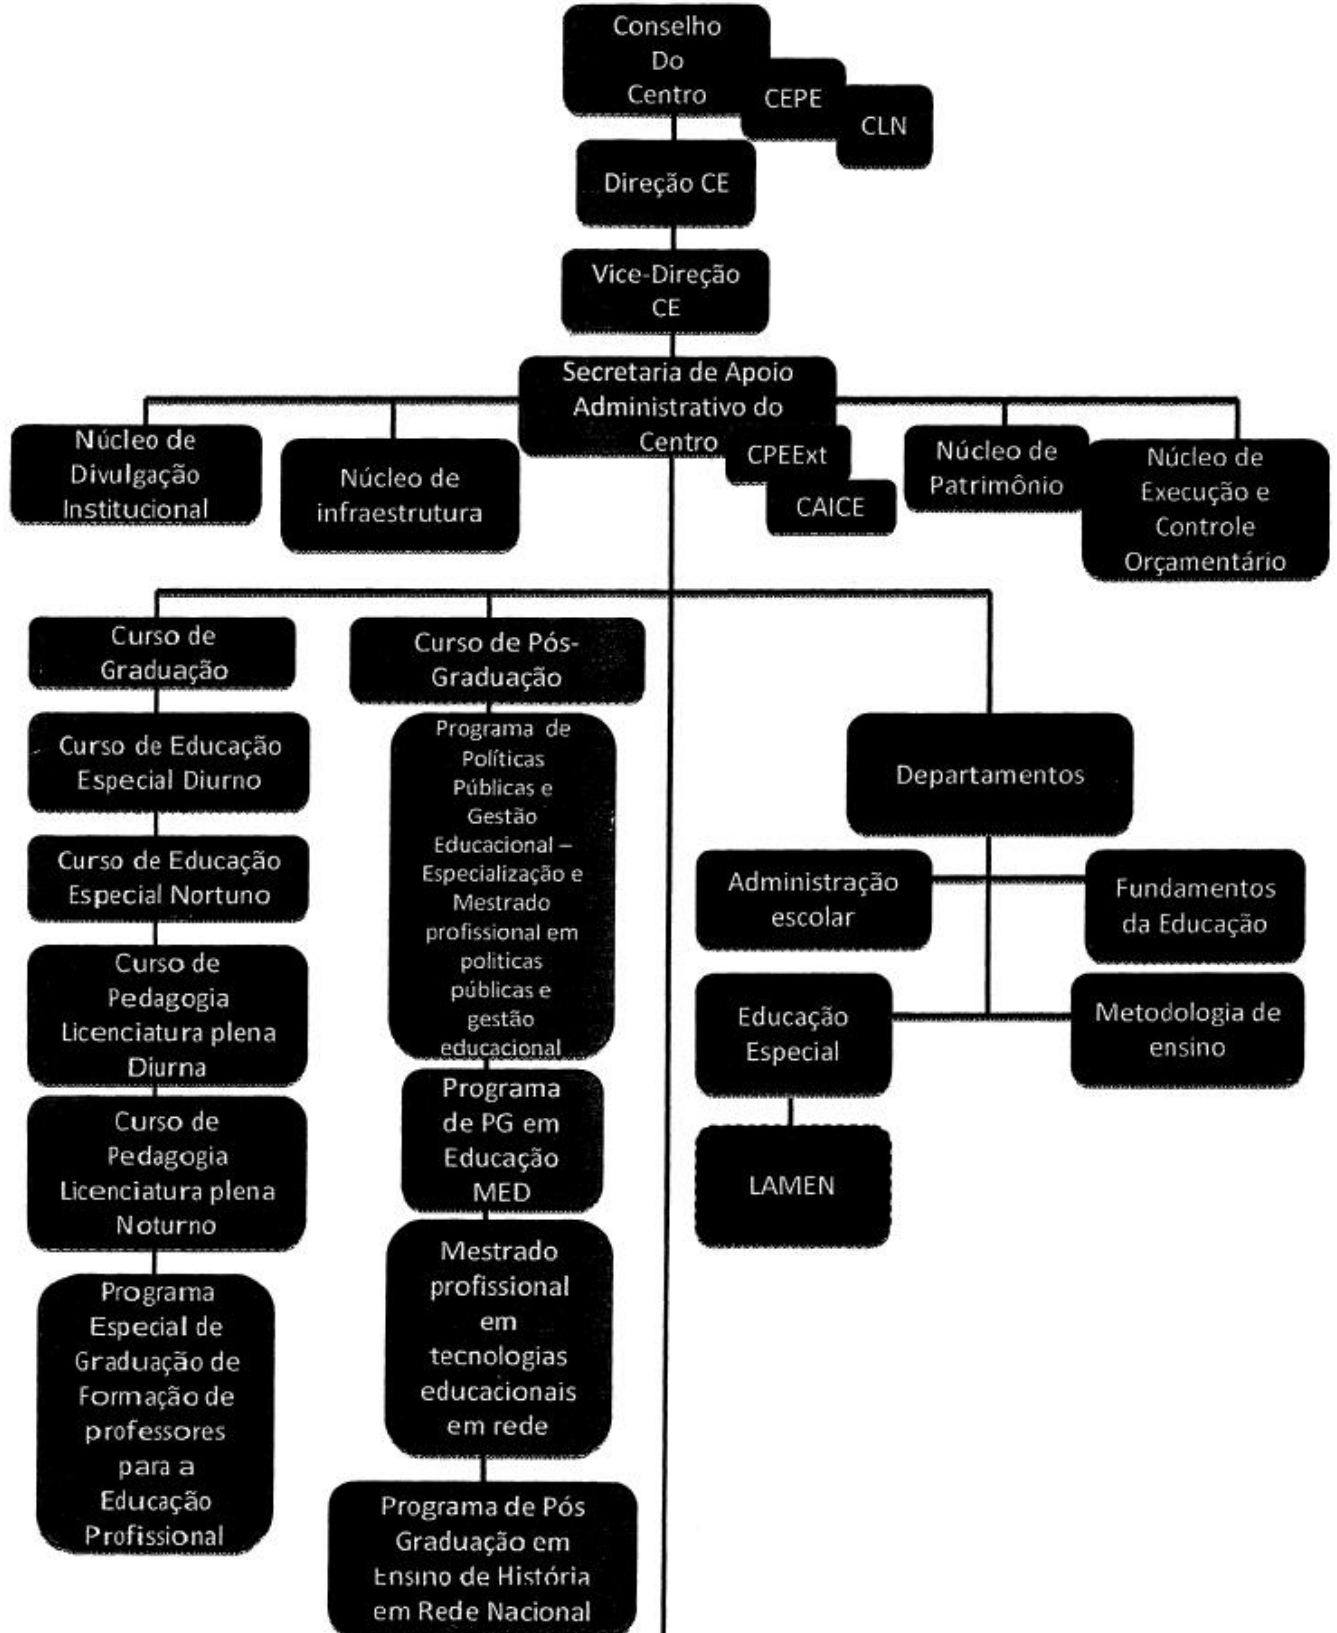 Conselho
Do
Centro
CEPE
CLN
Direção CE
Vice-Direção
CE
Secretaria de Apoio
Administrativo do
Centro
CPEExt
CAICE
Núcleo de
Divulgação
Institucional
Núcleo de
infraestrutura
Núcleo de
Patrimônio
Núcleo de
Execução e
Controle
Orçamentário
Curso de
Graduação
Curso de Educação
Especial Diurno
Curso de Educação
Especial Nortuno
Curso de
Pedagogia
Licenciatura plena
Diurna
Curso de
Pedagogia
Licenciatura plena
Noturno
Programa
Especial de
Graduação de
Formação de
professores
para a
Educação
Profissional
Curso de Pós-
Graduação
Programa de
Políticas
Públicas e
Gestão
Educacional –
Especialização e
Mestrado
profissional em
politicas
públicas e
gestão
educacional
Programa
de PG em
Educação
MED
Mestrado
profissional
em
tecnologias
educacionais
em rede
Programa de Pós
Graduação em
Ensino de História
em Rede Nacional
Departamentos
Administração
escolar
Fundamentos
da Educação
Educação
Especial
Metodologia de
ensino
LAMEN